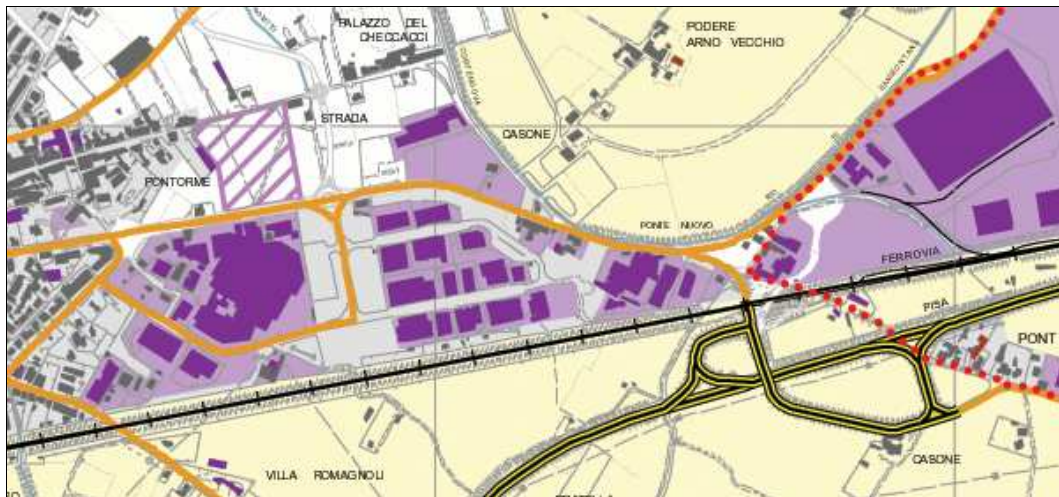 PALAZZO DEL
CHECCACCI
PODERE
ARNO VECCHIO
STRADA
CASONE
PONTORME
PONTE NUOVO
FERROVIA
PISA
PONT
VILLA ROMAGNOLI
CASONE